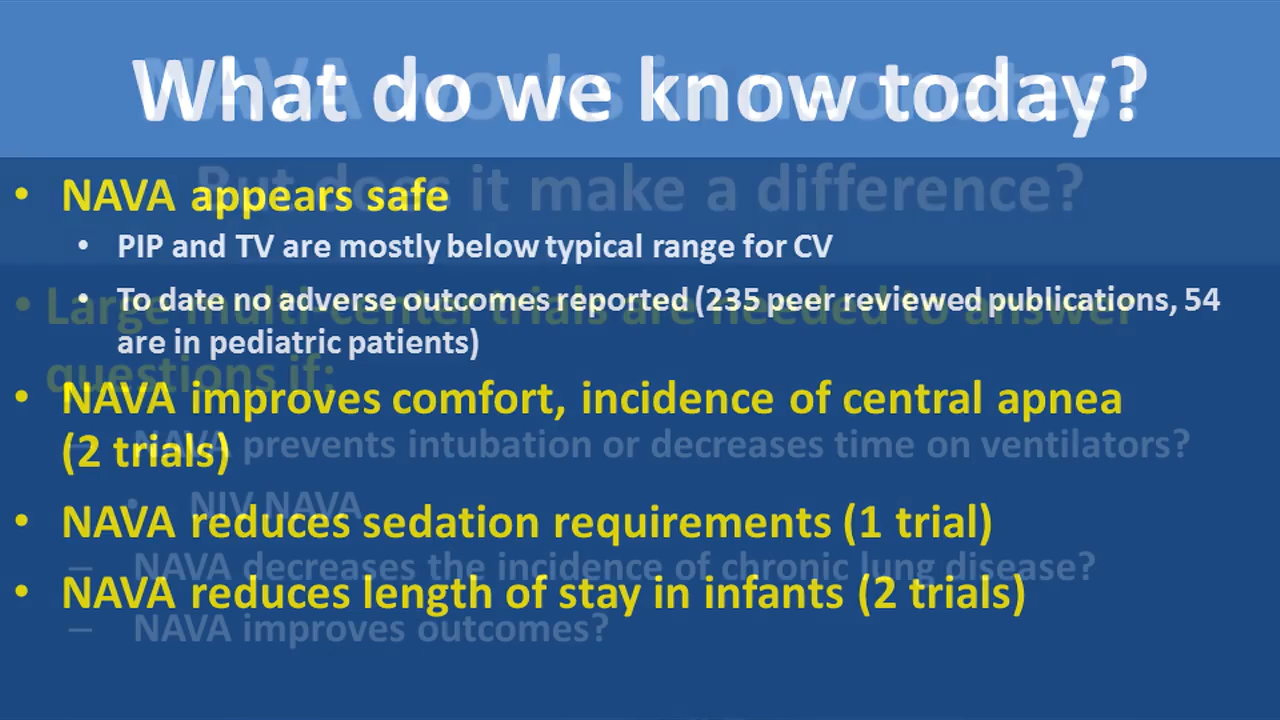 What do we know today?
• NAVA appears safe
But does it make a difference?
• PIP and TV are mostly below typical range for CV
• To date no adverse outcomes reported (235 peer reviewed publications, 54
are in pediatric patients)
• Large multi-center trials are needed to answer
questions if:
• NAVA improves comfort, incidence of central apnea
(2 trials)
– NAVA prevents intubation or decreases time on ventilators?
• NIV NAVA
• NAVA reduces sedation requirements (1 trial)
– NAVA decreases the incidence of chronic lung disease?
• NAVA reduces length of stay in infants (2 trials)
– NAVA improves outcomes?